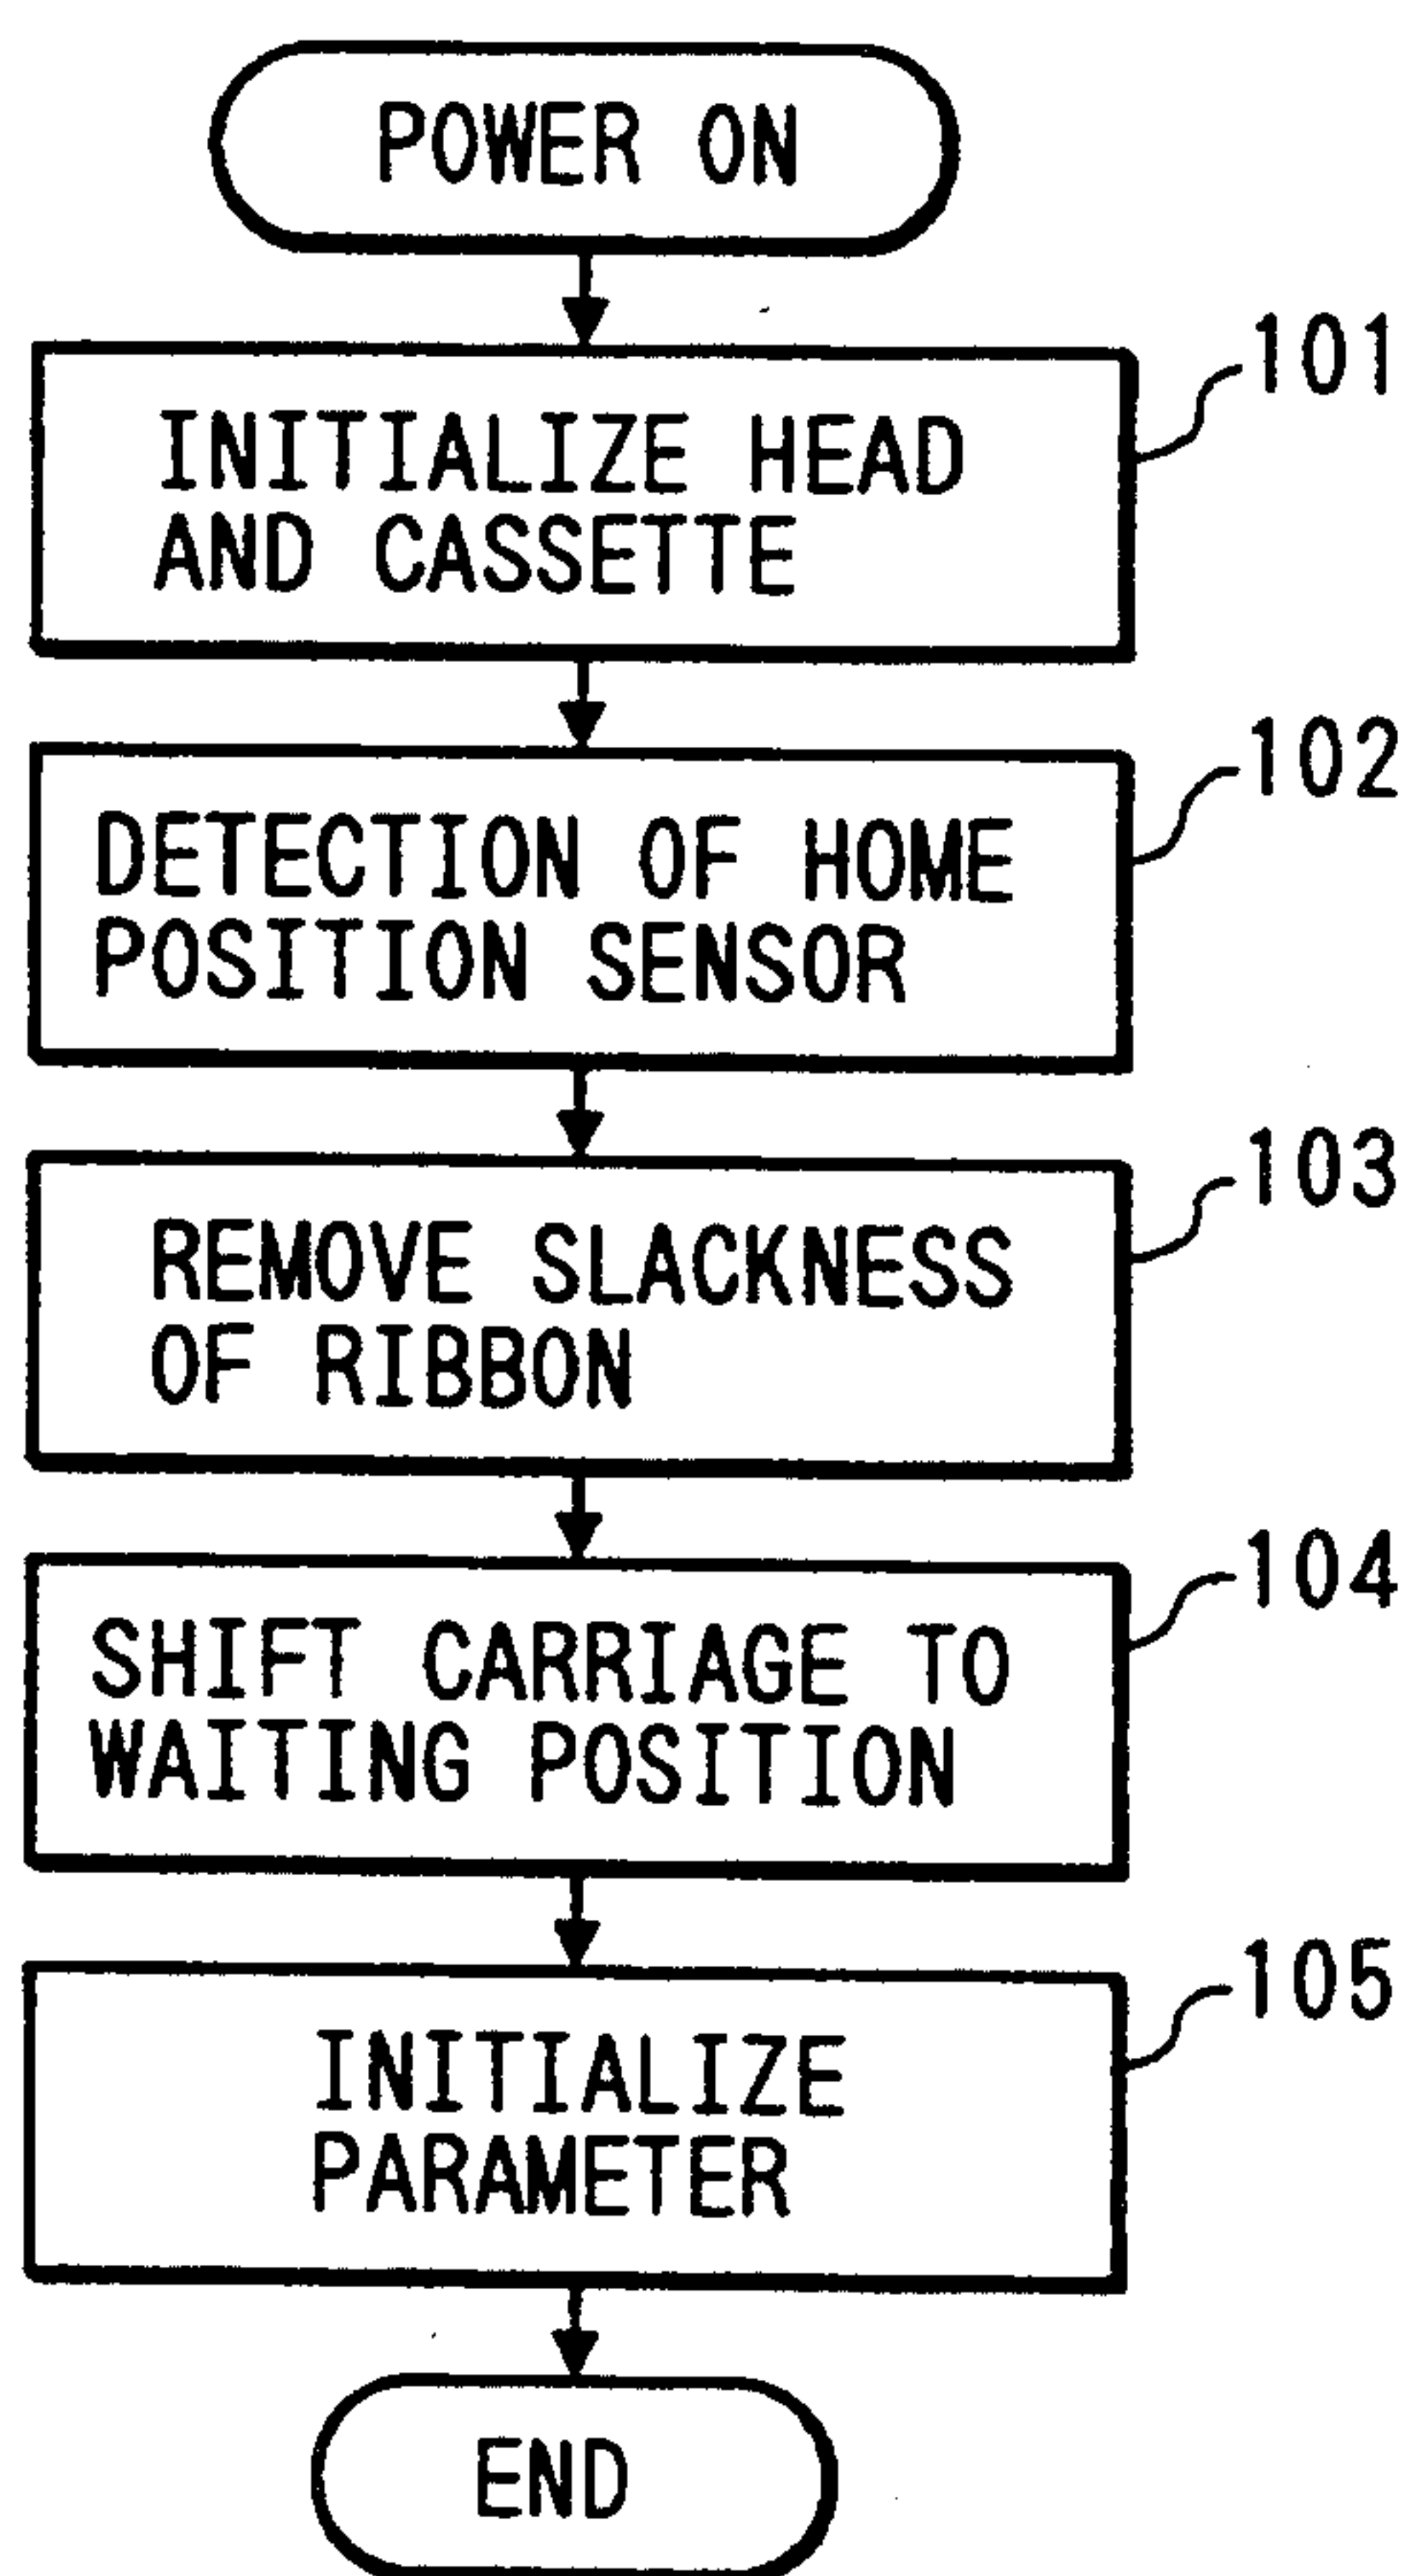 POWER ON
101
INITIALIZE HEAD
AND CASSETTE
102
DETECTION OF HOME
POSITION SENSOR
103
REMOVE SLACKNESS
OF RIBBON
104
SHIFT CARRIAGE TO
WAITING POSITION
105
INITIALIZE
PARAMETER
END